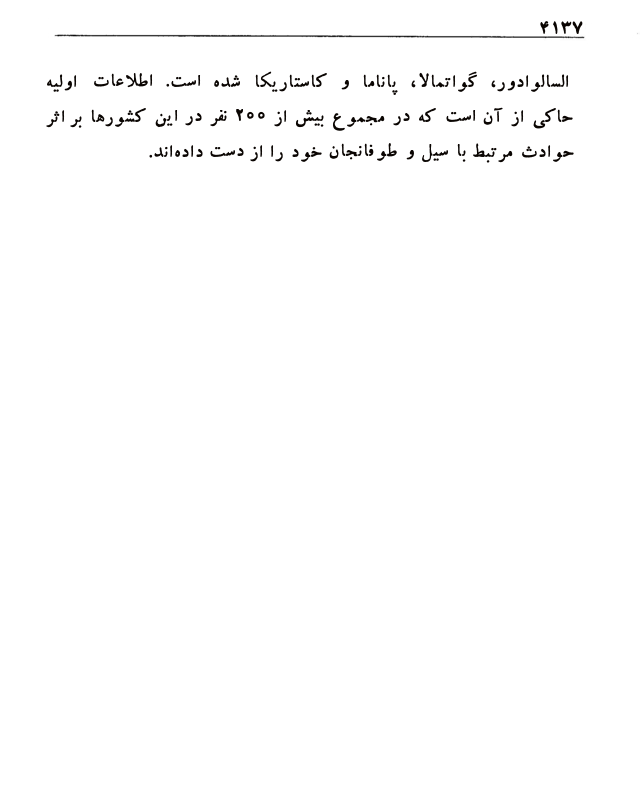 ۴۱۳۷
السالوادور، گواتمالا، پاناما و کاستاریکا شده است. اطلاعات اولیه
حاکی از آن است که در مجموع بیش از ۲۰۰ نفر در این کشورها بر اثر
حوادث مرتبط با سیل و طوفانجان خود را از دست داده‌اند.